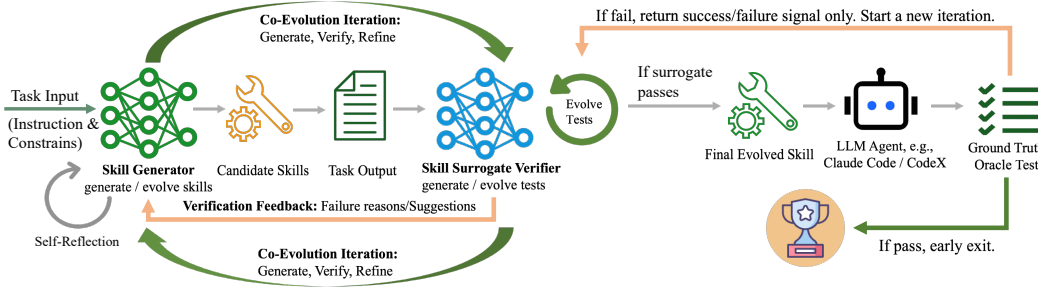 Co-Evolution Iteration:
Generate, Verify, Refine
If fail, return success/failure signal only. Start a new iteration.
Task Input
(Instruction &
Constrains)
Evolve
Tests
If surrogate
passes
Skill Generator
generate / evolve skills
Candidate Skills
Task Output
Skill Surrogate Verifier
generate / evolve tests
Final Evolved Skill
LLM Agent, e.g.,
Claude Code / CodeX
Ground Trut
Oracle Test
Verification Feedback: Failure reasons/Suggestions
Self-Reflection
Co-Evolution Iteration:
Generate, Verify, Refine
If pass, early exit.